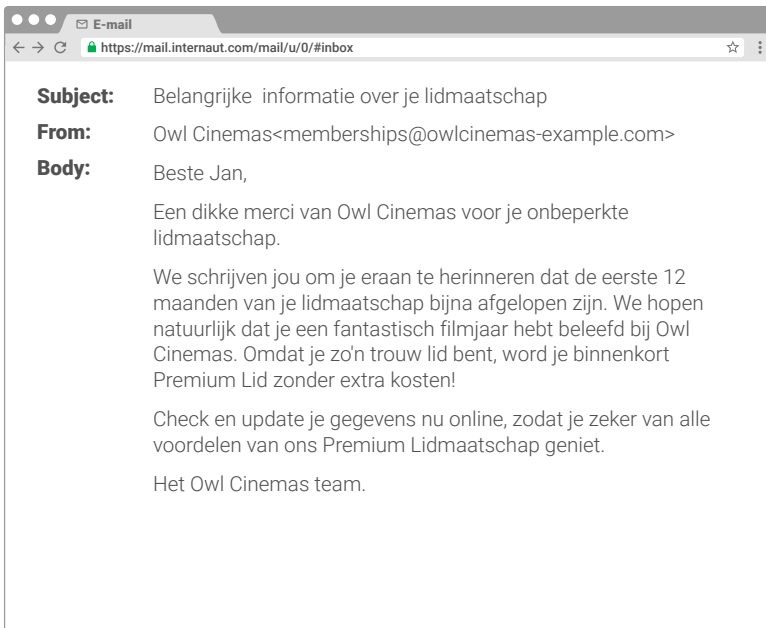 E-mail
https://mail.internaut.com/mail/u/0/#inbox
Subject: Belangrijke informatie over je lidmaatschap
From: Owl Cinemas<memberships@owlcinemas-example.com>
Body: Beste Jan,
Een dikke merci van Owl Cinemas voor je onbeperkte
lidmaatschap.
We schrijven jou om je eraan te herinneren dat de eerste 12
maanden van je lidmaatschap bijna afgelopen zijn. We hopen
natuurlijk dat je een fantastisch filmjaar hebt beleefd bij Owl
Cinemas. Omdat je zo'n trouw lid bent, word je binnenkort
Premium Lid zonder extra kosten!
Check en update je gegevens nu online, zodat je zeker van alle
voordelen van ons Premium Lidmaatschap geniet.
Het Owl Cinemas team.